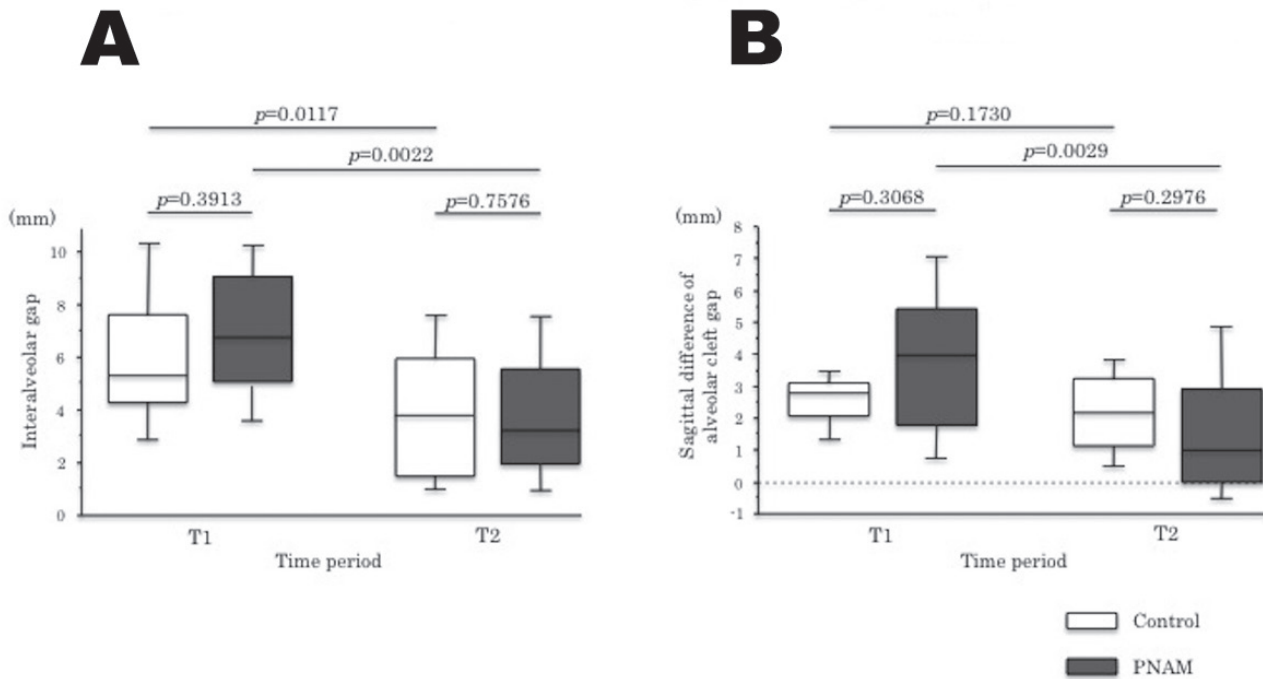 A
p=0.0117
p=0.0022
p=0.3913
p=0.7576
(mm)
10
8
6
4
2
0
Interalveolar gap
T1
T2
Time period
B
p=0.1730
p=0.0029
p=0.3068
p=0.2976
(mm)
8
7
6
5
4
3
2
1
0
-1
Sagittal difference of
alveolar cleft gap
T1
T2
Time period
Control
PNAM